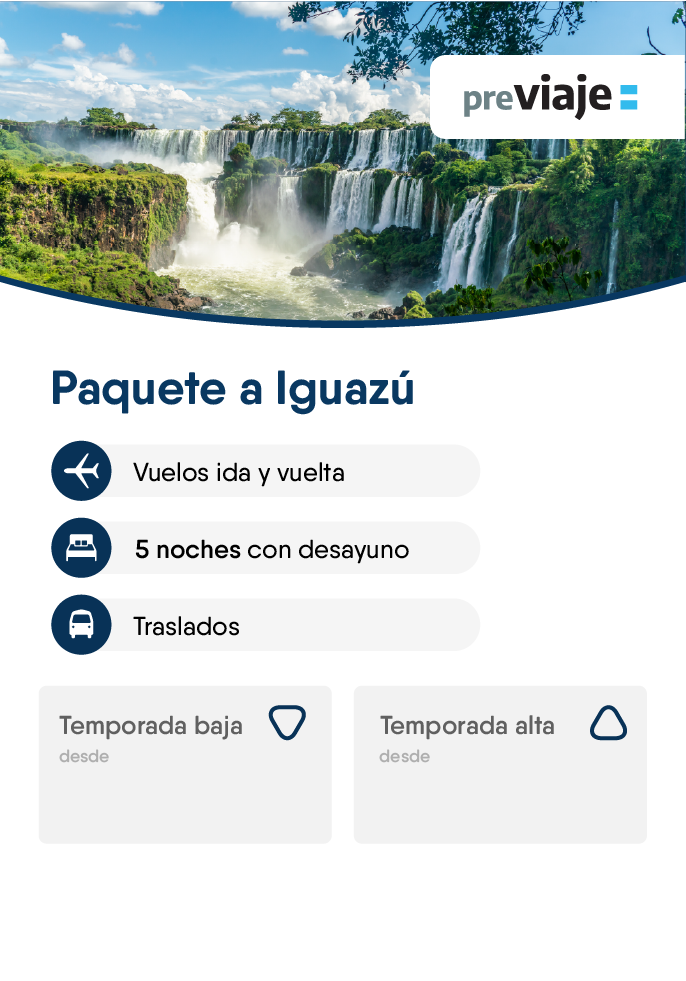 previaje
Paquete a Iguazú
Vuelos ida y vuelta
5 noches con desayuno
Traslados
Temporada baja
desde
Temporada alta
desde